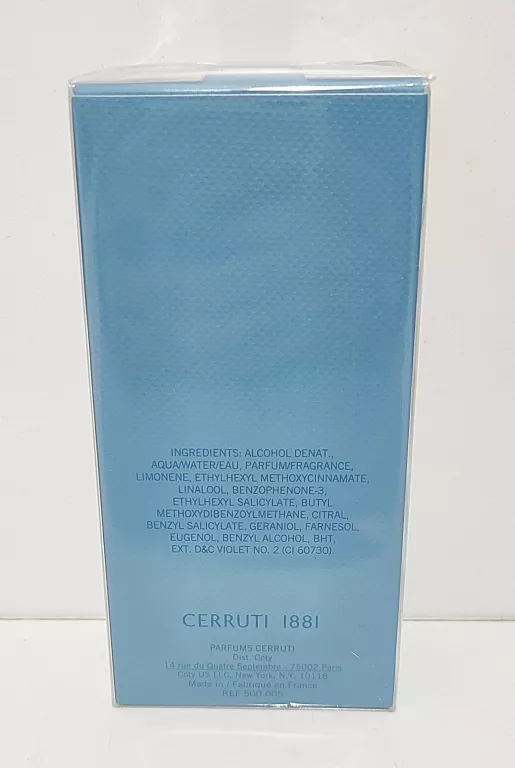 INGREDIENTS: ALCOHOL DENAT.,
AQUA/WATER/EAU, PARFUM/FRAGRANCE,
LIMONENE, ETHYLHEXYL METHOXYCINNAMATE,
LINALOOL, BENZOPHENONE-3,
ETHYLHEXYL SALICYLATE, BUTYL
METHOXYDIBENZOYLMETHANE, CITRAL,
BENZYL SALICYLATE, GERANIOL, FARNESOL,
EUGENOL, BENZYL ALCOHOL, BHT,
EXT. D&C VIOLET NO. 2 (CI 60730).
CERRUTI 1881
PARFUMS CERRUTI
Dist. Coty
14 rue du Quatre Septembre - 75002 Paris
Coty US LLC, New York, N.Y. 10118
Made in / Fabriqué en France
REF 500 005